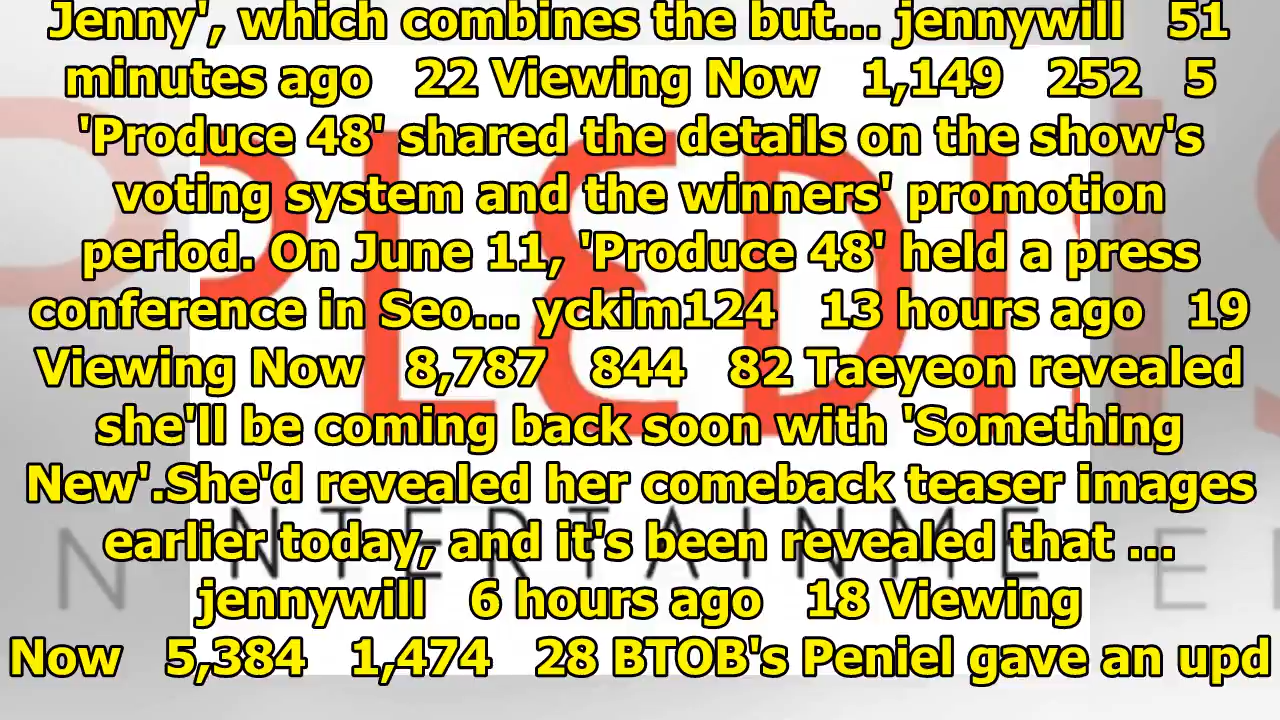 Jenny', which combines the but... jennywill 51
minutes ago 22 Viewing Now 1,149 252 5
'Produce 48' shared the details on the show's
voting system and the winners' promotion
period. On June 11, 'Produce 48' held a press
conference in Seo... yckim124 13 hours ago 19
Viewing Now 8,787 844 82 Taeyeon revealed
she'll be coming back soon with 'Something
New'.She'd revealed her comeback teaser images
earlier today, and it's been revealed that ...
jennywill 6 hours ago 18 Viewing
Now 5,384 1,474 28 BTOB's Peniel gave an upd
PLEDIS
NTERTAINME